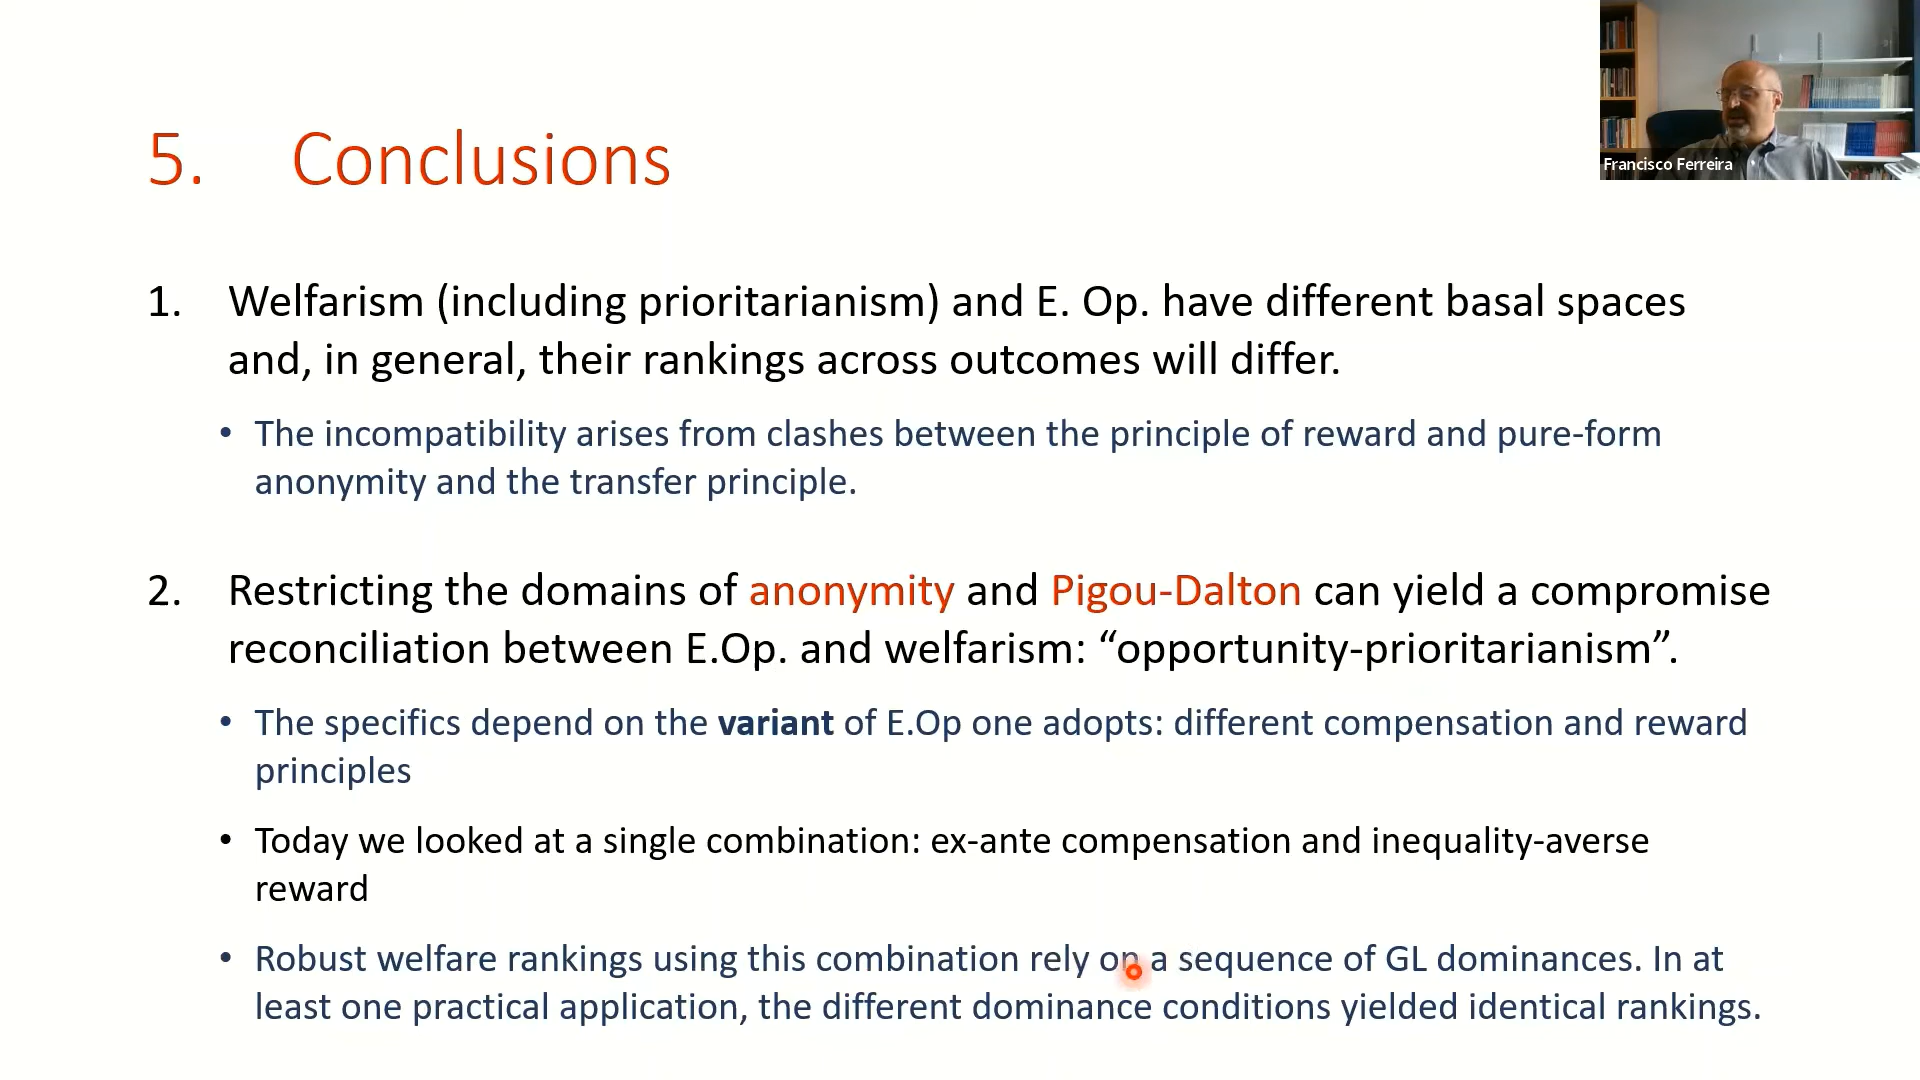 Francisco Ferreira
5. Conclusions
1. Welfarism (including prioritarianism) and E. Op. have different basal spaces
and, in general, their rankings across outcomes will differ.
• The incompatibility arises from clashes between the principle of reward and pure-form
anonymity and the transfer principle.
2. Restricting the domains of anonymity and Pigou-Dalton can yield a compromise
reconciliation between E.Op. and welfarism: “opportunity-prioritarianism”.
• The specifics depend on the variant of E.Op one adopts: different compensation and reward
principles
• Today we looked at a single combination: ex-ante compensation and inequality-averse
reward
• Robust welfare rankings using this combination rely on a sequence of GL dominances. In at
least one practical application, the different dominance conditions yielded identical rankings.